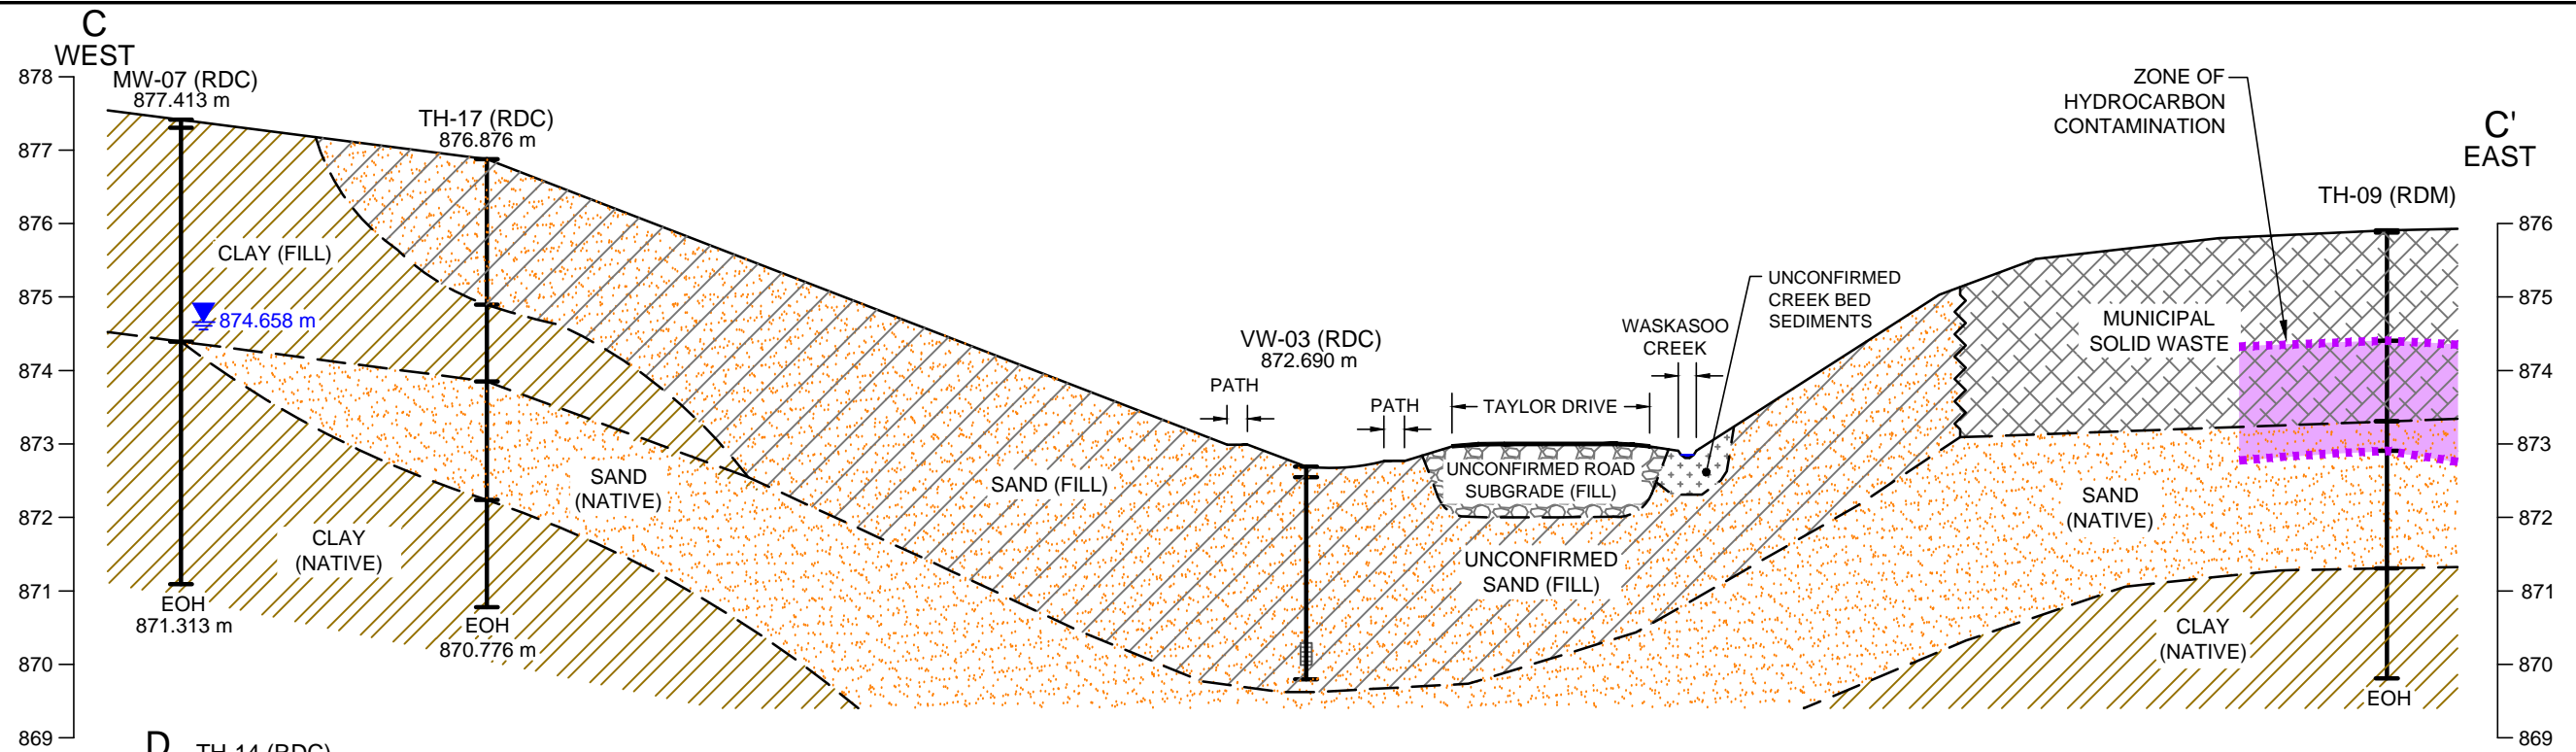 C
WEST
MW-07 (RDC)
877.413 m
TH-17 (RDC)
876.876 m
ZONE OF
HYDROCARBON
CONTAMINATION
C'
EAST
TH-09 (RDM)
878
877
876
875
874
873
872
871
870
869
CLAY (FILL)
874.658 m
VW-03 (RDC)
872.690 m
PATH
PATH
TAYLOR DRIVE
WASKASOO
CREEK
UNCONFIRMED
CREEK BED
SEDIMENTS
MUNICIPAL
SOLID WASTE
SAND
(NATIVE)
SAND (FILL)
UNCONFIRMED ROAD
SUBGRADE (FILL)
UNCONFIRMED
SAND (FILL)
SAND
(NATIVE)
CLAY
(NATIVE)
CLAY
(NATIVE)
EOH
871.313 m
EOH
870.776 m
EOH
876
875
874
873
872
871
870
869
D
TH-14 (RDC)